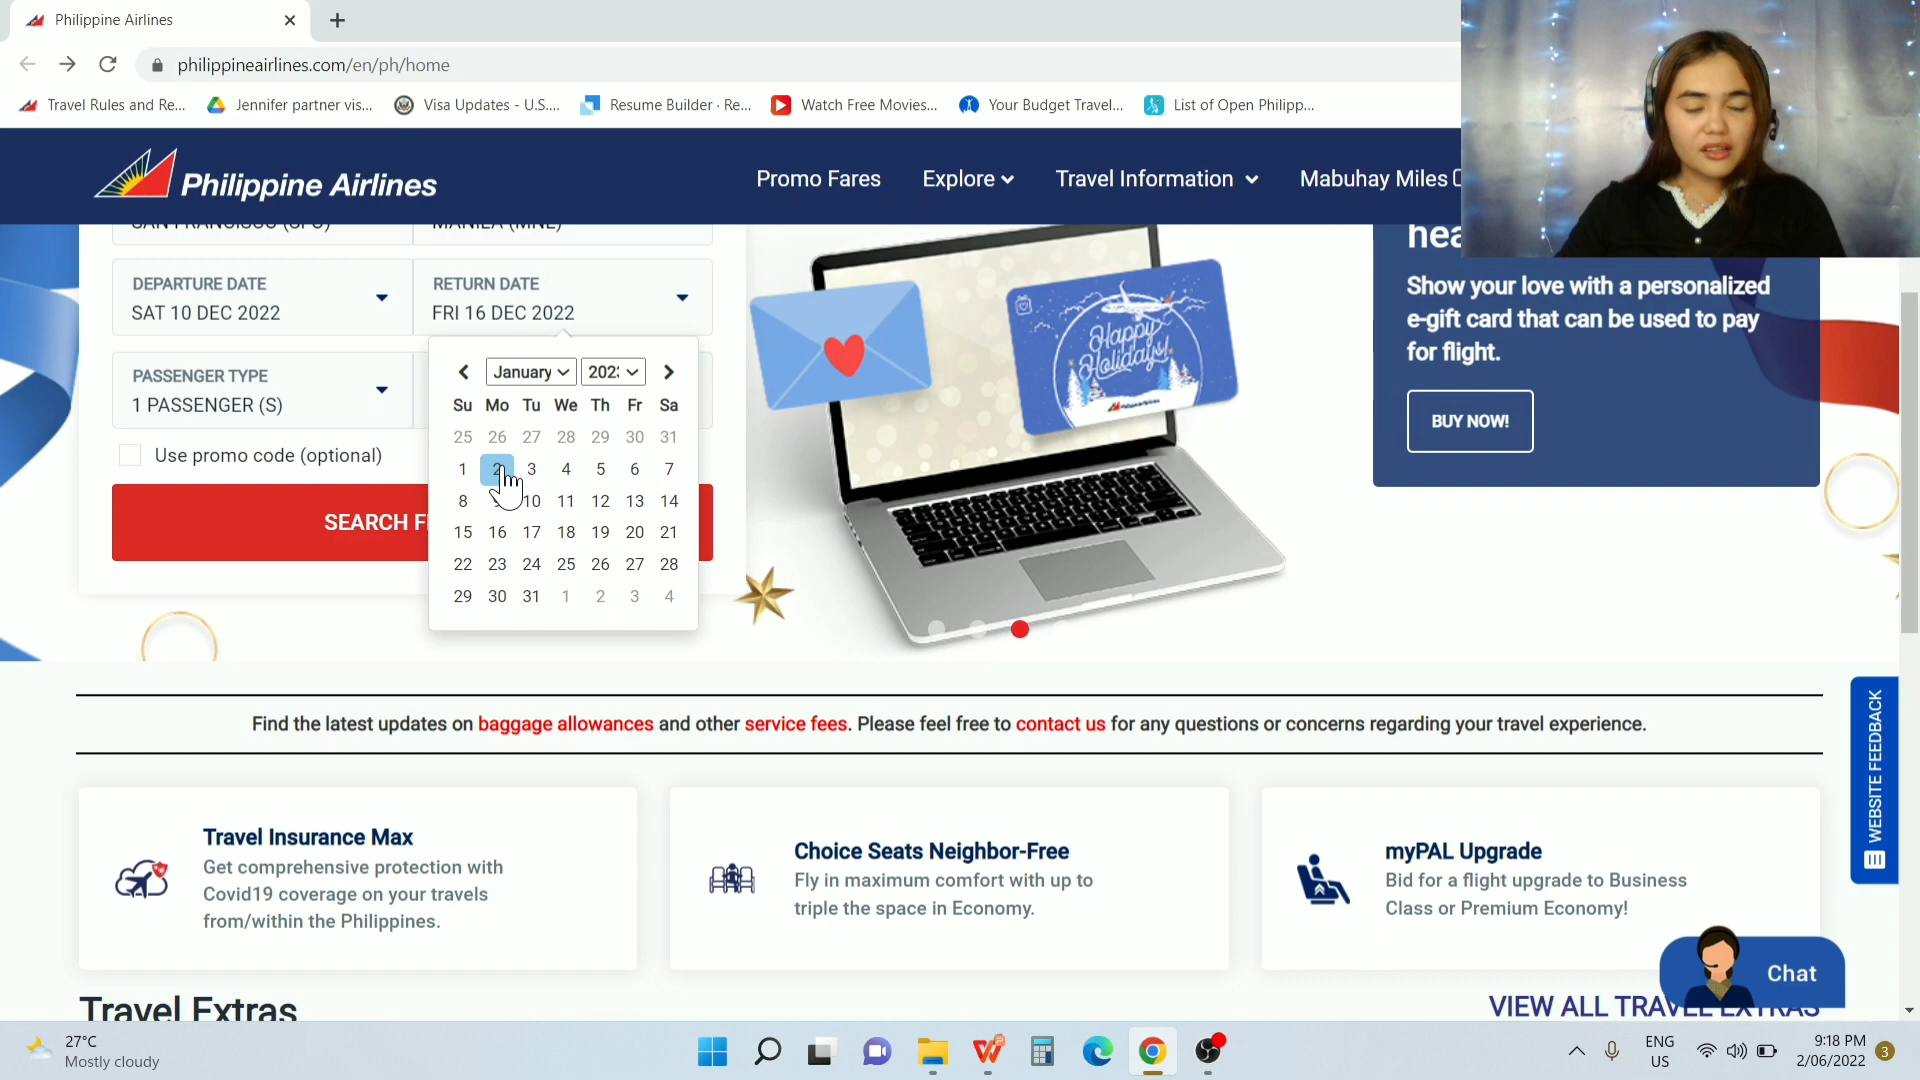 Philippine Airlines
philippineairlines.com/en/ph/home
Travel Rules and Re...
Jennifer partner vis...
Visa Updates - U.S....
Resume Builder · Re...
Watch Free Movies...
Your Budget Travel...
List of Open Philipp...
Philippine Airlines
Promo Fares
Explore
Travel Information
Mabuhay Miles
SAN FRANCISCO (SFO)
MANILA (MNL)
DEPARTURE DATE
SAT 10 DEC 2022
RETURN DATE
FRI 16 DEC 2022
PASSENGER TYPE
1 PASSENGER (S)
January
Su Mo Tu We Th Fr Sa
25 26 27 28 29 30 31
1 2 3 4 5 6 7
8 10 11 12 13 14
15 16 17 18 19 20 21
22 23 24 25 26 27 28
29 30 31 1 2 3 4
Use promo code (optional)
SEARCH
Happy
Holidays!
Philippine Airlines
Show your love with a personalized
e-gift card that can be used to pay
for flight.
BUY NOW!
Find the latest updates on baggage allowances and other service fees. Please feel free to contact us for any questions or concerns regarding your travel experience.
WEBSITE FEEDBACK
Travel Insurance Max
Get comprehensive protection with
Covid19 coverage on your travels
from/within the Philippines.
Choice Seats Neighbor-Free
Fly in maximum comfort with up to
triple the space in Economy.
myPAL Upgrade
Bid for a flight upgrade to Business
Class or Premium Economy!
Chat
Travel Extras
VIEW ALL TRAVEL EXTRAS
27°C
Mostly cloudy
ENG
US
9:18 PM
2/06/2022
3